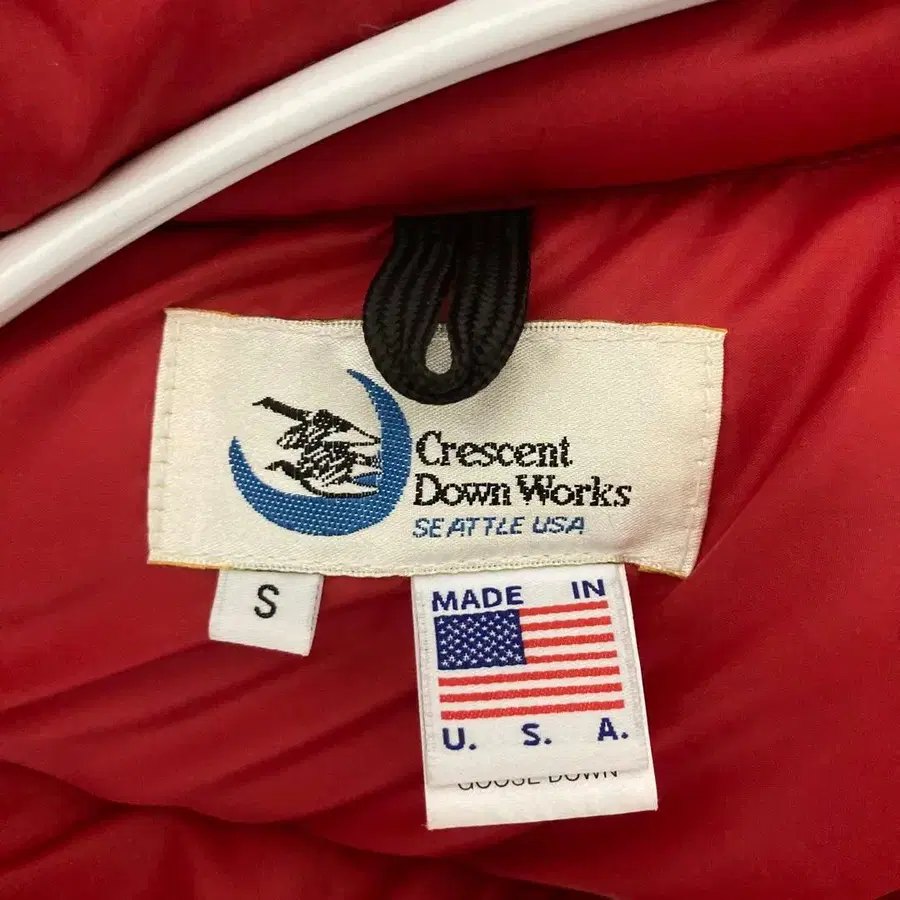 Crescent
Down Works
SEATTLE USA
S
MADE IN
U. S. A.
GOOSE DOWN